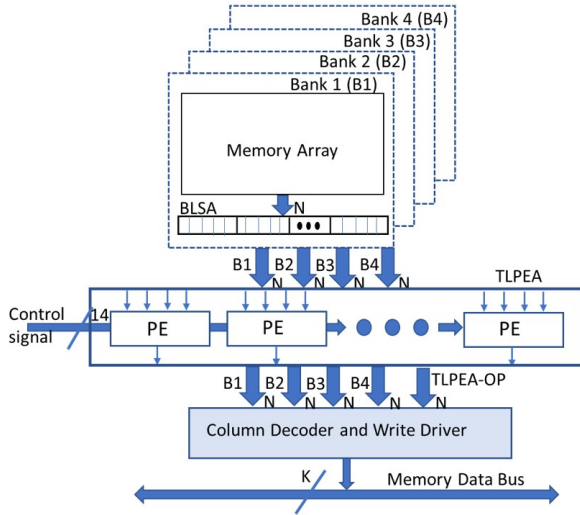 Bank 4 (B4)
Bank 3 (B3)
Bank 2 (B2)
Bank 1 (B1)
Memory Array
N
BLSA
B1 N B2 N B3 N B4 N
TLPEA
Control
signal
14
PE PE PE
B1 N B2 N B3 N B4 N TLPEA-OP N
Column Decoder and Write Driver
K
Memory Data Bus